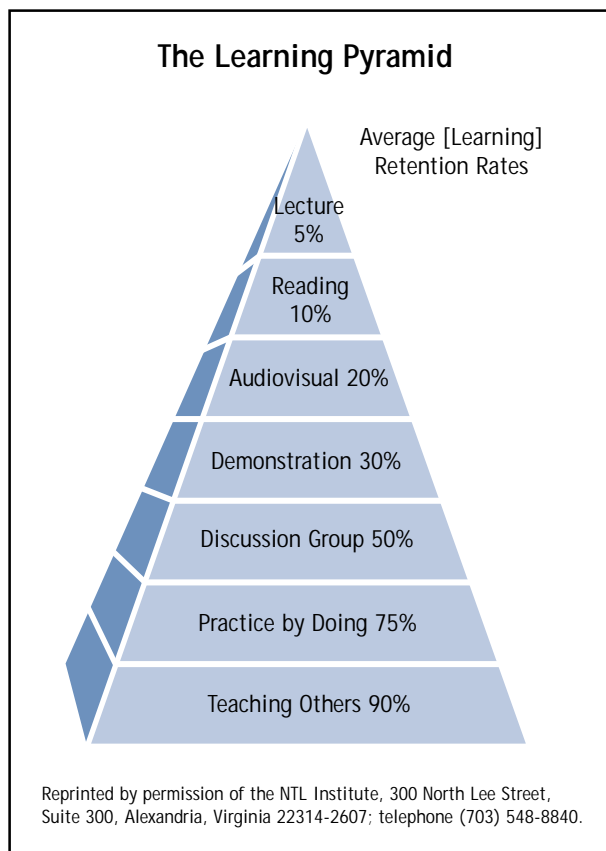 The Learning Pyramid
Average [Learning]
Retention Rates
Lecture
5%
Reading
10%
Audiovisual 20%
Demonstration 30%
Discussion Group 50%
Practice by Doing 75%
Teaching Others 90%
Reprinted by permission of the NTL Institute, 300 North Lee Street,
Suite 300, Alexandria, Virginia 22314-2607; telephone (703) 548-8840.